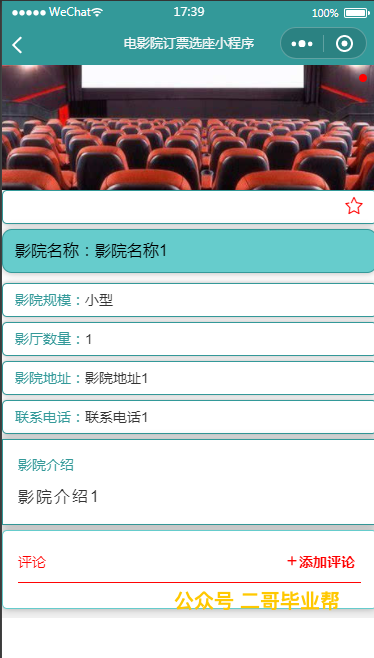 WeChat 17:39 100%
电影院订票选座小程序
影院名称：影院名称1
影院规模：小型
影厅数量：1
影院地址：影院地址1
联系电话：联系电话1
影院介绍
影院介绍1
评论 +添加评论
公众号 二哥毕业帮